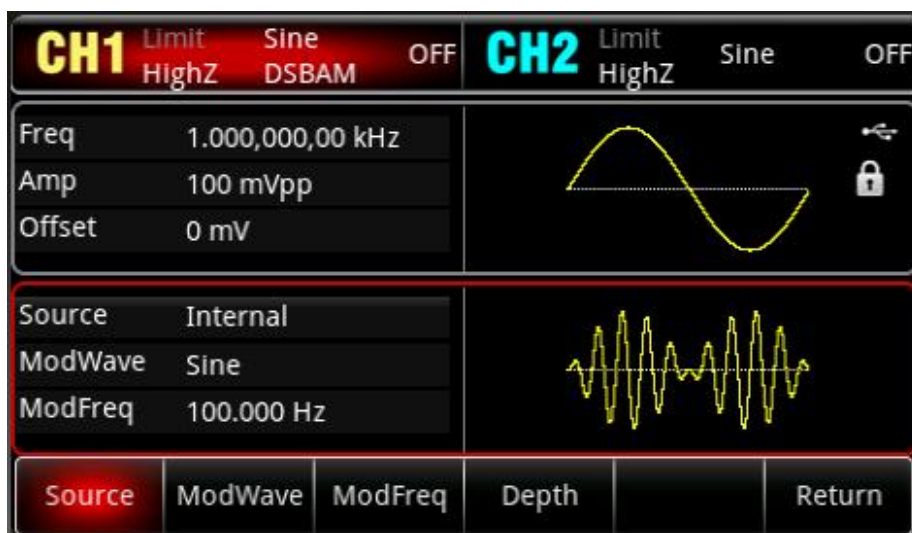 CH1 Limit Sine OFF CH2 Limit Sine OFF
HighZ DSBAM HighZ
Freq 1.000,000,00 kHz
Amp 100 mVpp
Offset 0 mV
Source Internal
ModWave Sine
ModFreq 100.000 Hz
Source ModWave ModFreq Depth Return